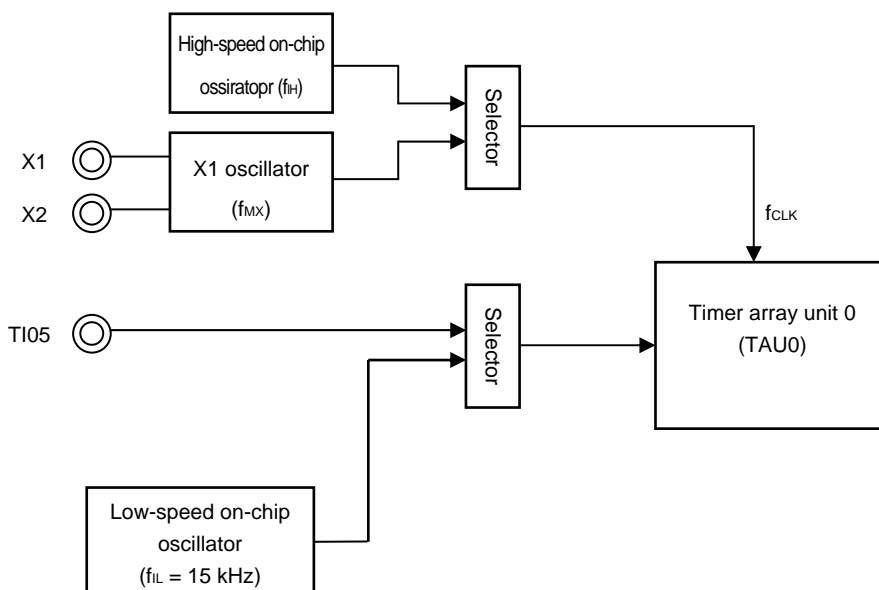 High-speed on-chip
ossiratopr (fIH)
Selector
X1
X1 oscillator
(fMX)
X2
fCLK
Timer array unit 0
(TAU0)
TI05
Selector
Low-speed on-chip
oscillator
(fIL = 15 kHz)